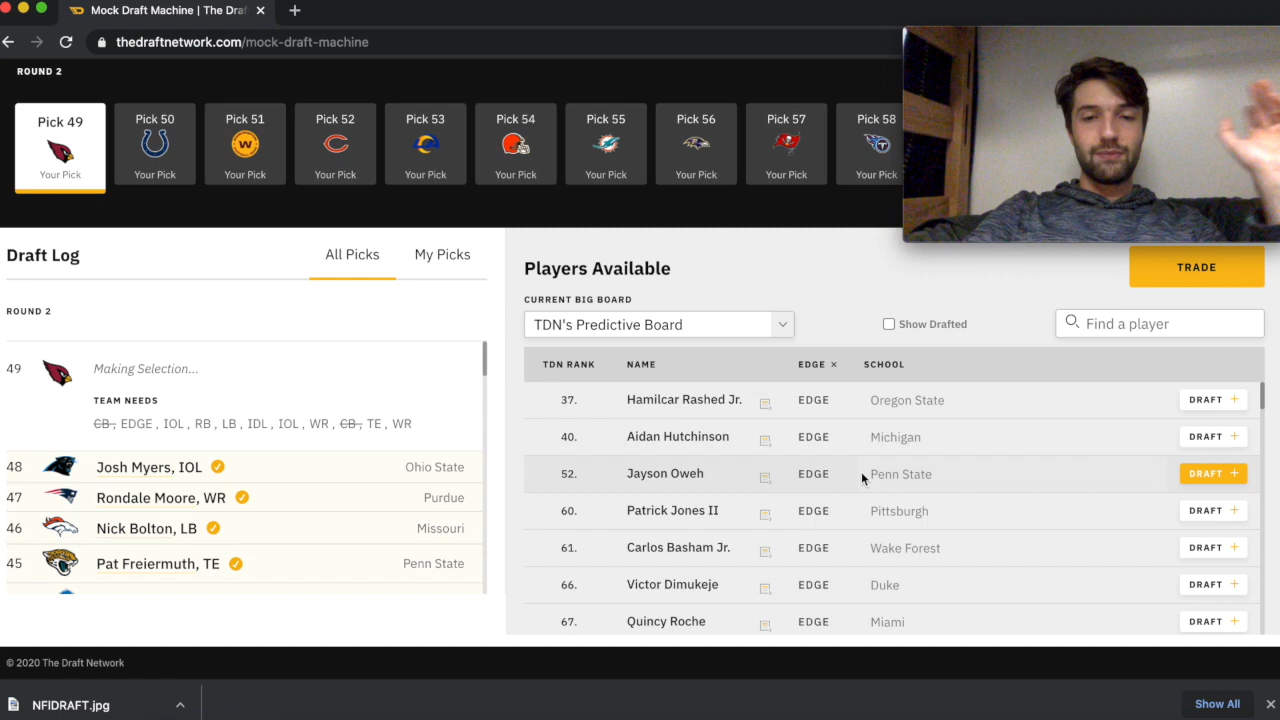 Mock Draft Machine | The Dra
thedraftnetwork.com/mock-draft-machine
ROUND 2
Pick 49
Your Pick
Pick 50
Your Pick
Pick 51
W
Your Pick
Pick 52
Your Pick
Pick 53
Your Pick
Pick 54
Your Pick
Pick 55
Your Pick
Pick 56
Your Pick
Pick 57
Your Pick
Pick 58
Your Pick
Draft Log
All Picks
My Picks
ROUND 2
49
Making Selection...
TEAM NEEDS
CB, EDGE, IOL, RB, LB, IDL, IOL, WR, CB, TE, WR
48 Josh Myers, IOL Ohio State
47 Rondale Moore, WR Purdue
46 Nick Bolton, LB Missouri
45 Pat Freiermuth, TE Penn State
Players Available
TRADE
CURRENT BIG BOARD
TDN's Predictive Board
Show Drafted
Find a player
TDN RANK NAME EDGE × SCHOOL
37. Hamilcar Rashed Jr. EDGE Oregon State DRAFT +
40. Aidan Hutchinson EDGE Michigan DRAFT +
52. Jayson Oweh EDGE Penn State DRAFT +
60. Patrick Jones II EDGE Pittsburgh DRAFT +
61. Carlos Basham Jr. EDGE Wake Forest DRAFT +
66. Victor Dimukeje EDGE Duke DRAFT +
67. Quincy Roche EDGE Miami DRAFT +
© 2020 The Draft Network
NFIDRAFT.jpg
Show All